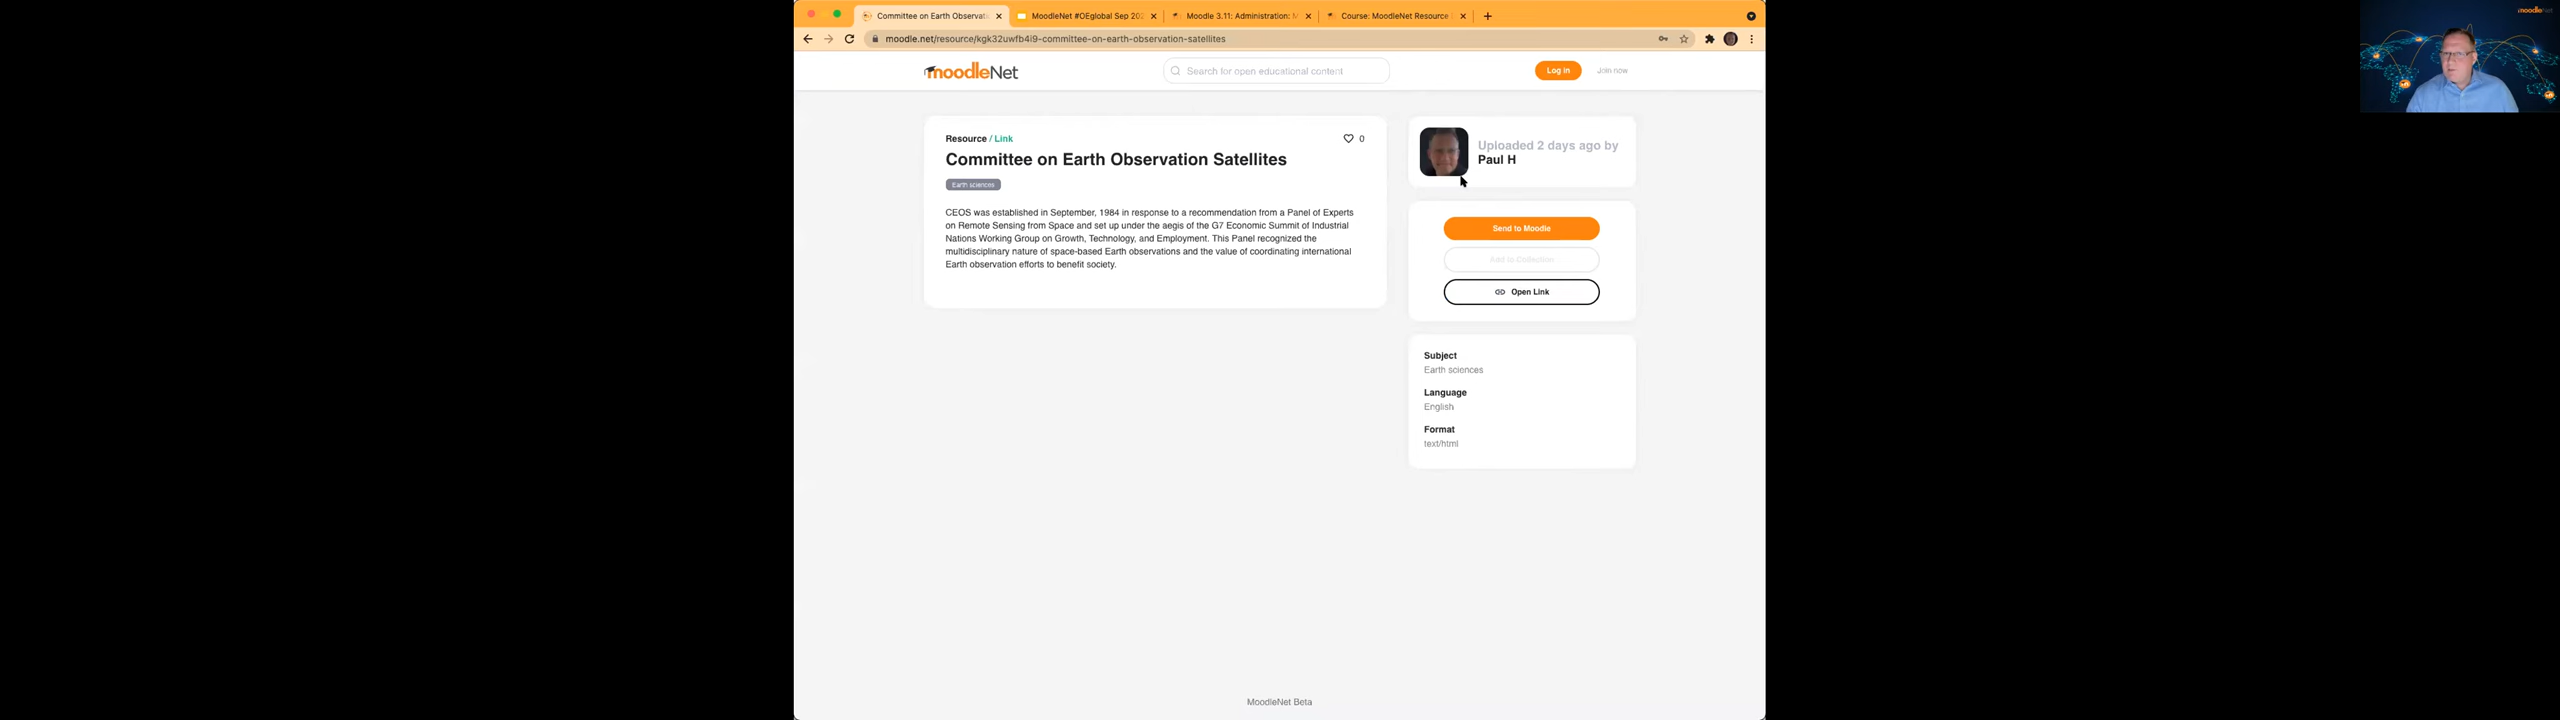 Committee on Earth Observati
MoodleNet #OEglobal Sep 202
Moodle 3.11: Administration: M
Course: MoodleNet Resource
moodle.net/resource/kgk32uwfb4i9-committee-on-earth-observation-satellites
moodleNet
Search for open educational content
Log in
Join now
Resource / Link
0
Committee on Earth Observation Satellites
Earth sciences
CEOS was established in September, 1984 in response to a recommendation from a Panel of Experts
on Remote Sensing from Space and set up under the aegis of the G7 Economic Summit of Industrial
Nations Working Group on Growth, Technology, and Employment. This Panel recognized the
multidisciplinary nature of space-based Earth observations and the value of coordinating international
Earth observation efforts to benefit society.
Uploaded 2 days ago by
Paul H
Send to Moodle
Add to Collection
Open Link
Subject
Earth sciences
Language
English
Format
text/html
MoodleNet Beta
moodleNet